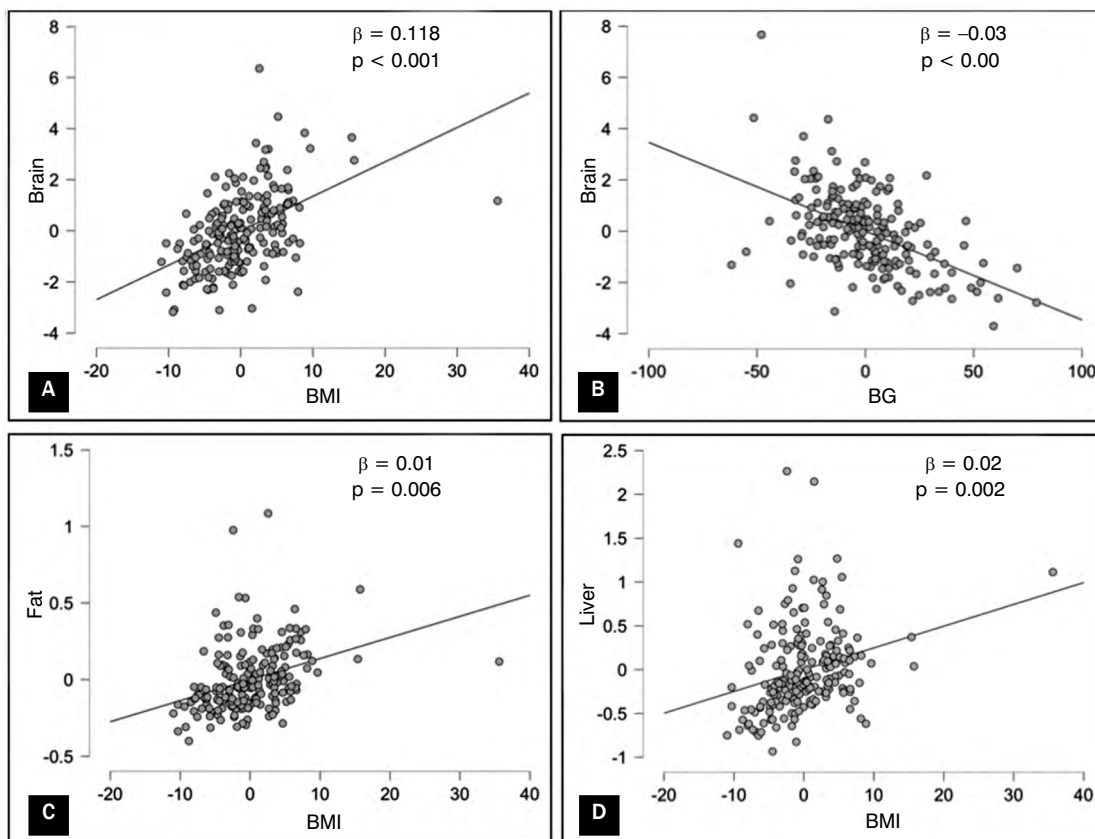 β = 0.118
p < 0.001
Brain
8
6
4
2
0
-2
-4
-20 -10 0 10 20 30 40
BMI
A
β = –0.03
p < 0.00
Brain
8
6
4
2
0
-2
-4
-100 -50 0 50 100
BG
B
β = 0.01
p = 0.006
Fat
1.5
1
0.5
0
-0.5
-20 -10 0 10 20 30 40
BMI
C
β = 0.02
p = 0.002
Liver
2.5
2
1.5
1
0.5
0
-0.5
-1
-20 -10 0 10 20 30 40
BMI
D